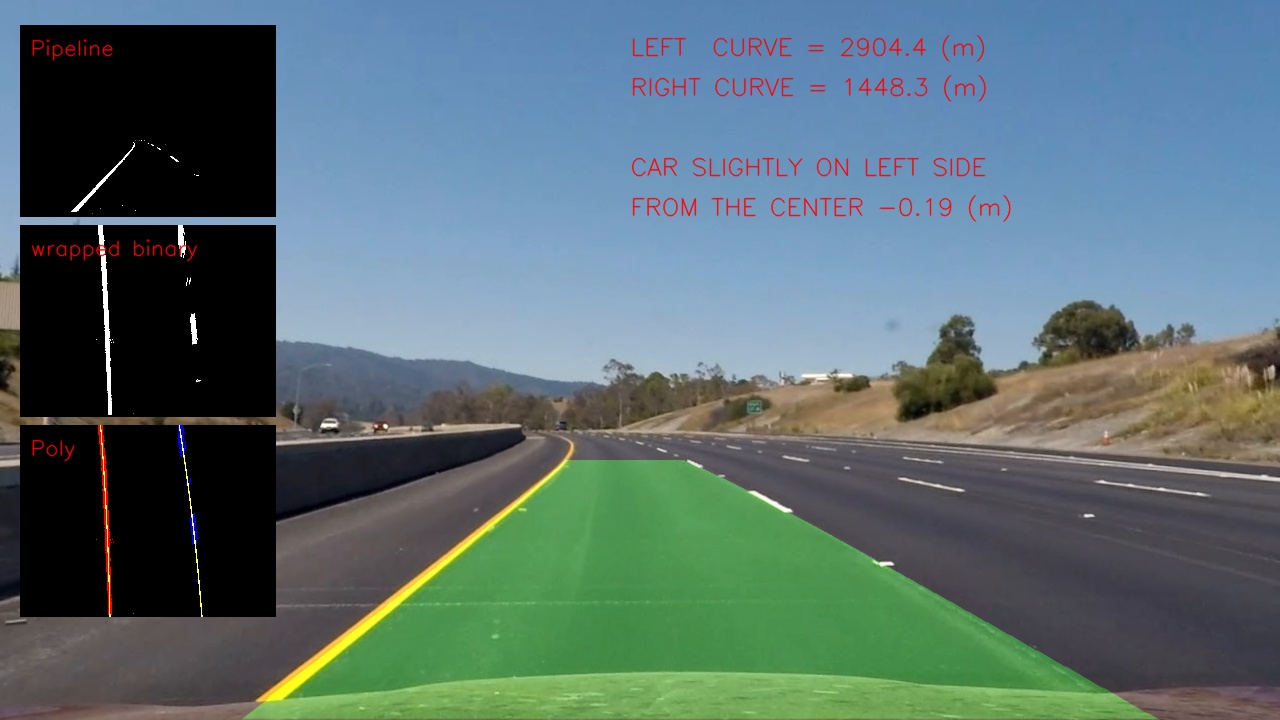 Pipeline
wrapped binary
Poly
LEFT CURVE = 2904.4 (m)
RIGHT CURVE = 1448.3 (m)
CAR SLIGHTLY ON LEFT SIDE
FROM THE CENTER -0.19 (m)